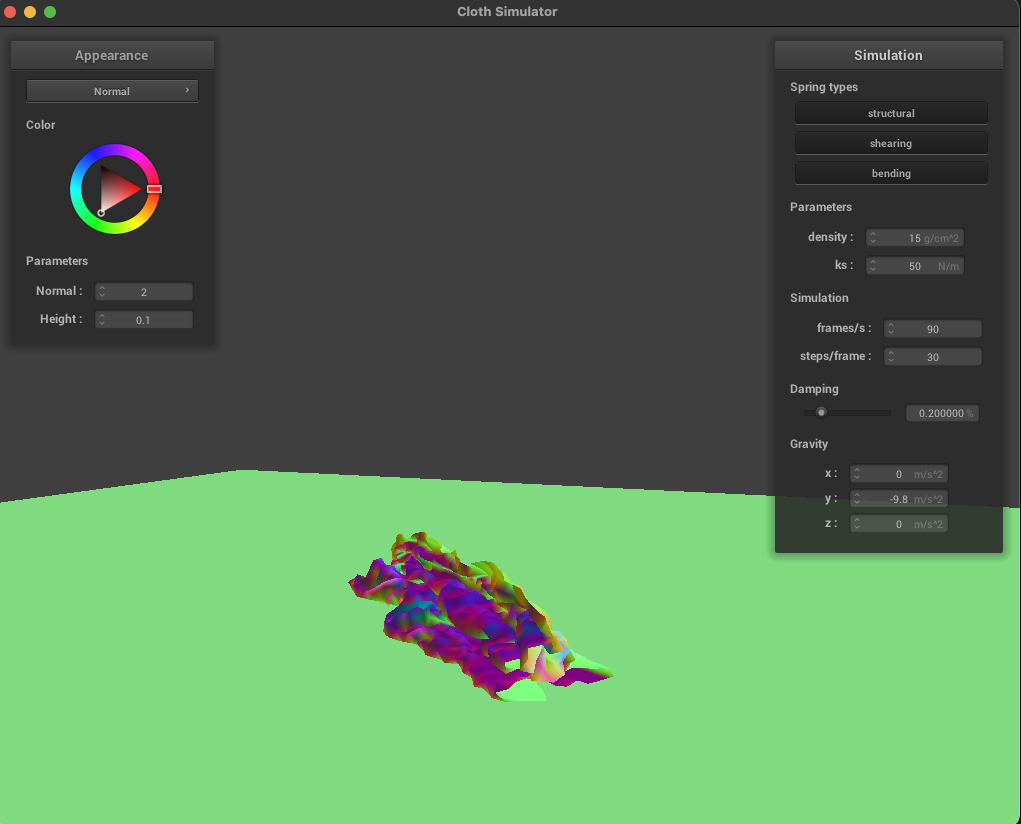 Cloth Simulator
Appearance
Normal
Color
Parameters
Normal : 2
Height : 0.1
Simulation
Spring types
structural
shearing
bending
Parameters
density : 15 g/cm^2
ks : 50 N/m
Simulation
frames/s : 90
steps/frame : 30
Damping
0.200000 %
Gravity
x : 0 m/s^2
y : -9.8 m/s^2
z : 0 m/s^2